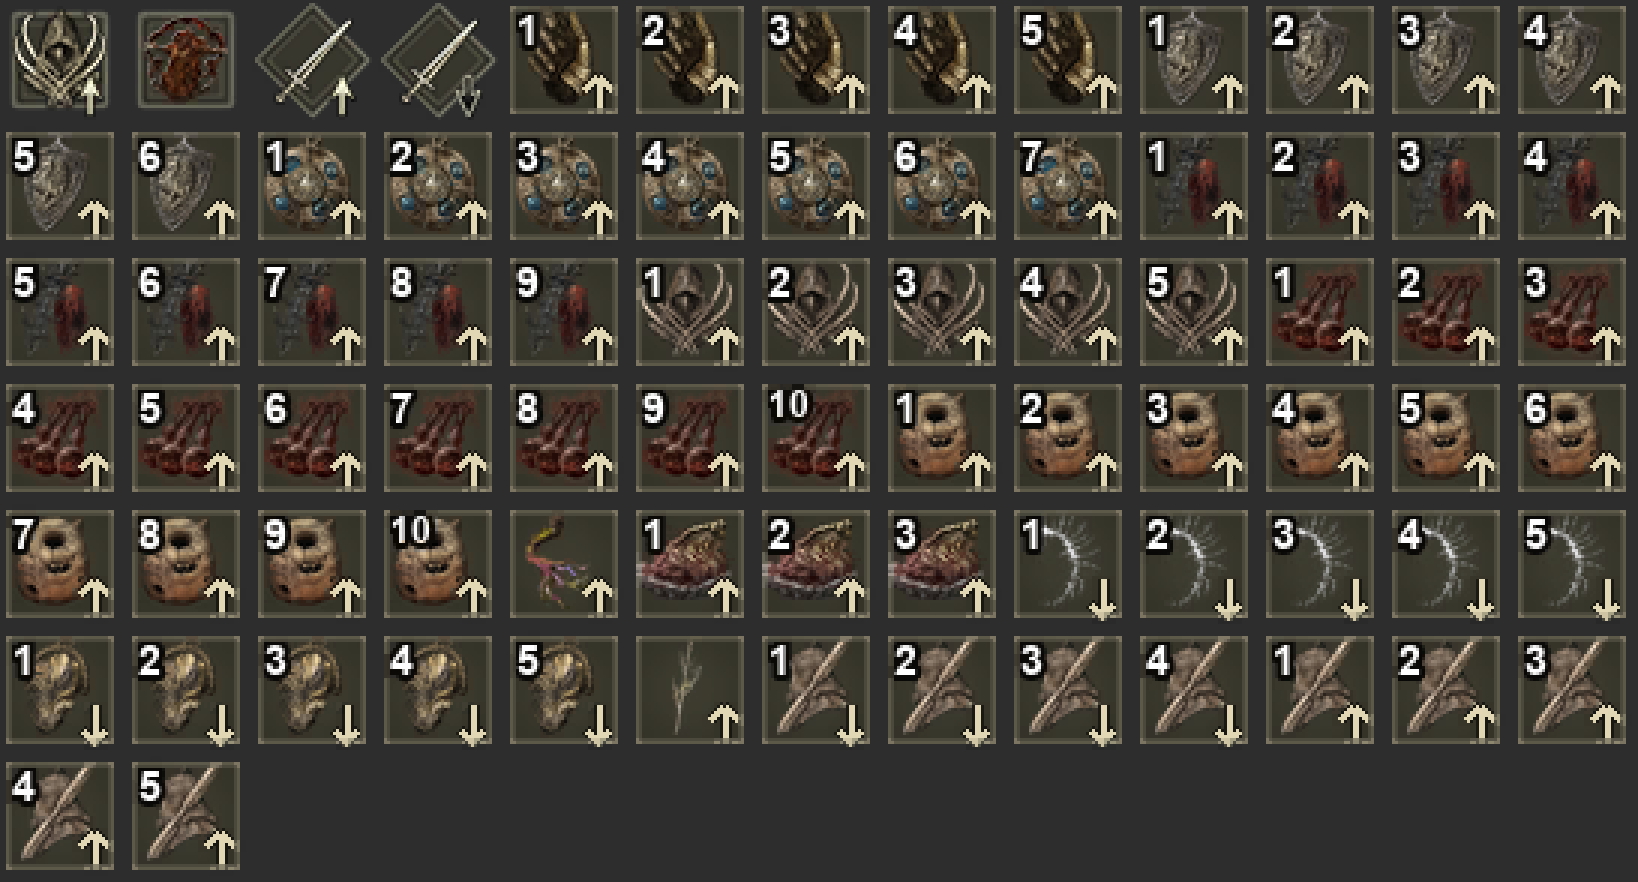 1 2 3 4 5 1 2 3 4
5 6 1 2 3 4 5 6 7 1 2 3 4
5 6 7 8 9 1 2 3 4 5 1 2 3
4 5 6 7 8 9 10 1 2 3 4 5 6
7 8 9 10 1 2 3 1 2 3 4 5
1 2 3 4 5 1 2 3 4 1 2 3
4 5